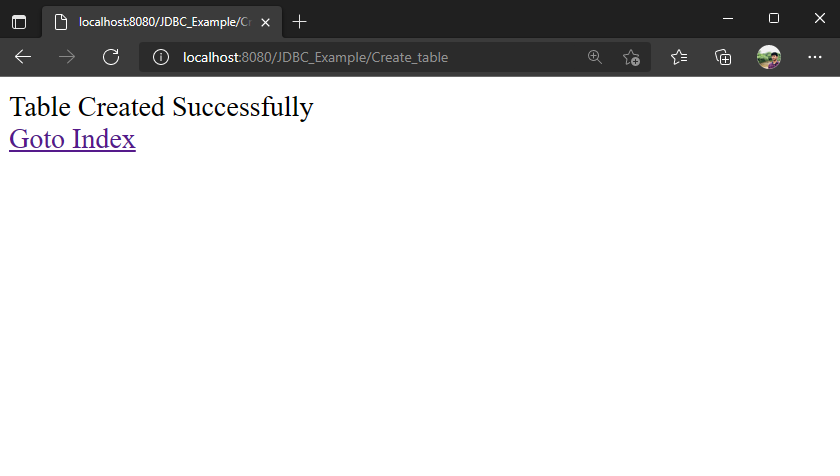 localhost:8080/JDBC_Example/Cr
localhost:8080/JDBC_Example/Create_table
Table Created Successfully
Goto Index